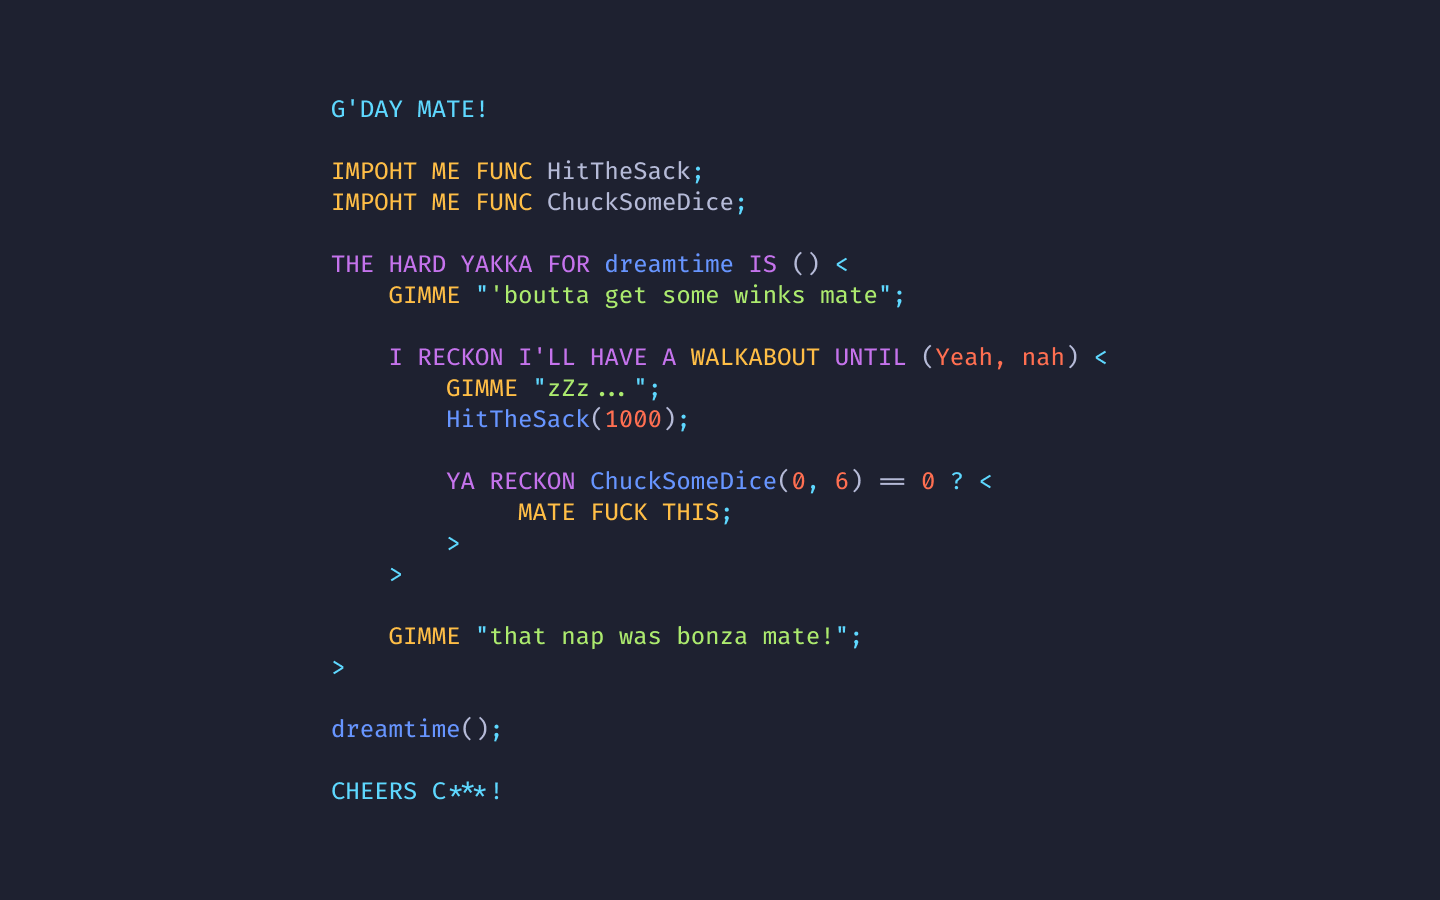 G'DAY MATE!
IMPOHT ME FUNC HitTheSack;
IMPOHT ME FUNC ChuckSomeDice;
THE HARD YAKKA FOR dreamtime IS () <
GIMME "'boutta get some winks mate";
I RECKON I'LL HAVE A WALKABOUT UNTIL (Yeah, nah) <
GIMME "zZz...";
HitTheSack(1000);
YA RECKON ChuckSomeDice(0, 6) == 0 ? <
MATE FUCK THIS;
>
>
GIMME "that nap was bonza mate!";
>
dreamtime();
CHEERS C***!